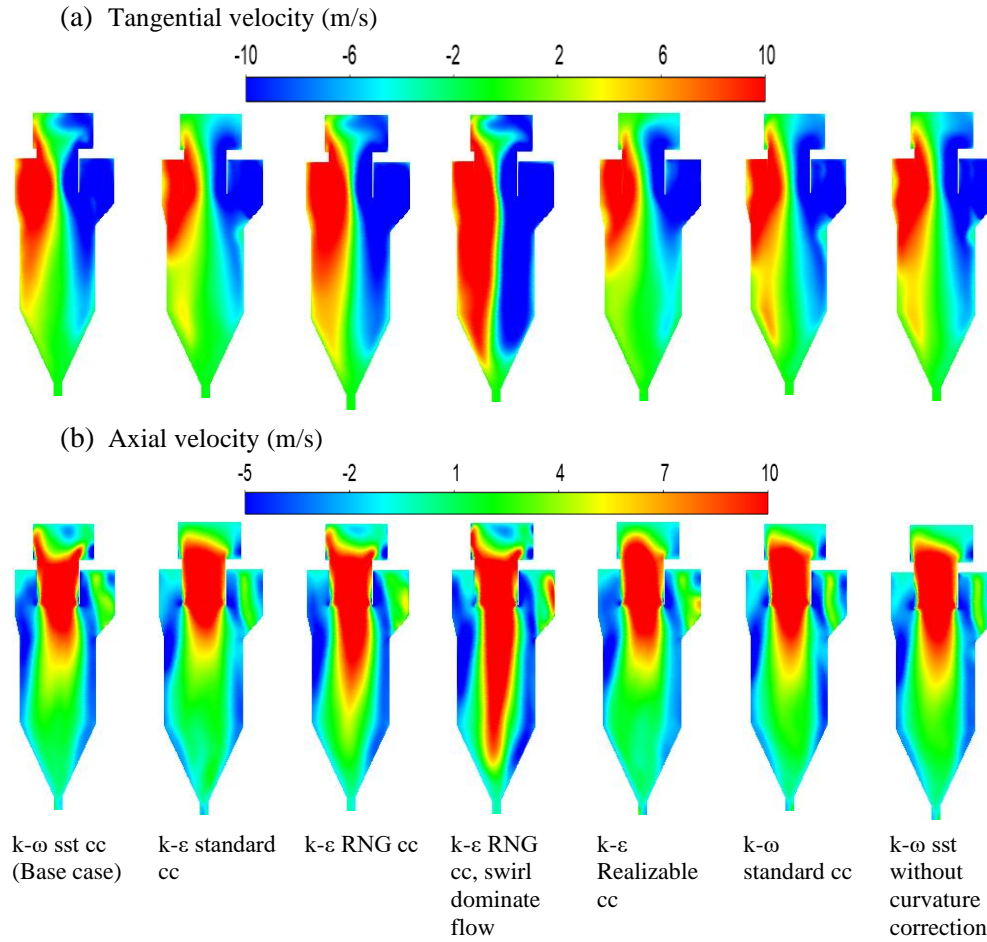 (a) Tangential velocity (m/s)
-10 -6 -2 2 6 10
(b) Axial velocity (m/s)
-5 -2 1 4 7 10
k-ω sst cc
(Base case)
k-ε standard
cc
k-ε RNG cc
k-ε RNG
cc, swirl
dominate
flow
k-ε
Realizable
cc
k-ω
standard cc
k-ω sst
without
curvature
correction